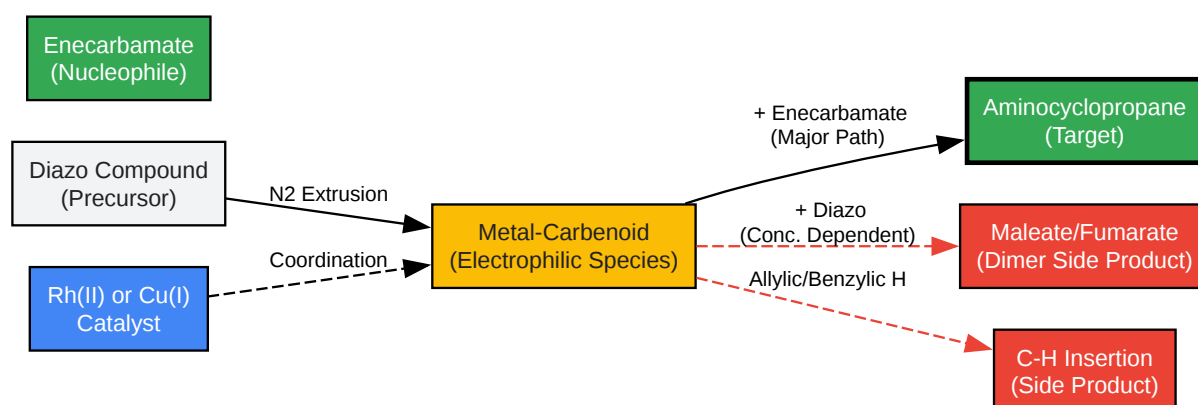 Enecarbamate
(Nucleophile)
Diazo Compound
(Precursor)
Rh(II) or Cu(I)
Catalyst
N2 Extrusion
Coordination
Metal-Carbenoid
(Electrophilic Species)
+ Enecarbamate
(Major Path)
+ Diazo
(Conc. Dependent)
Allylic/Benzylic H
Aminocyclopropane
(Target)
Maleate/Fumarate
(Dimer Side Product)
C-H Insertion
(Side Product)